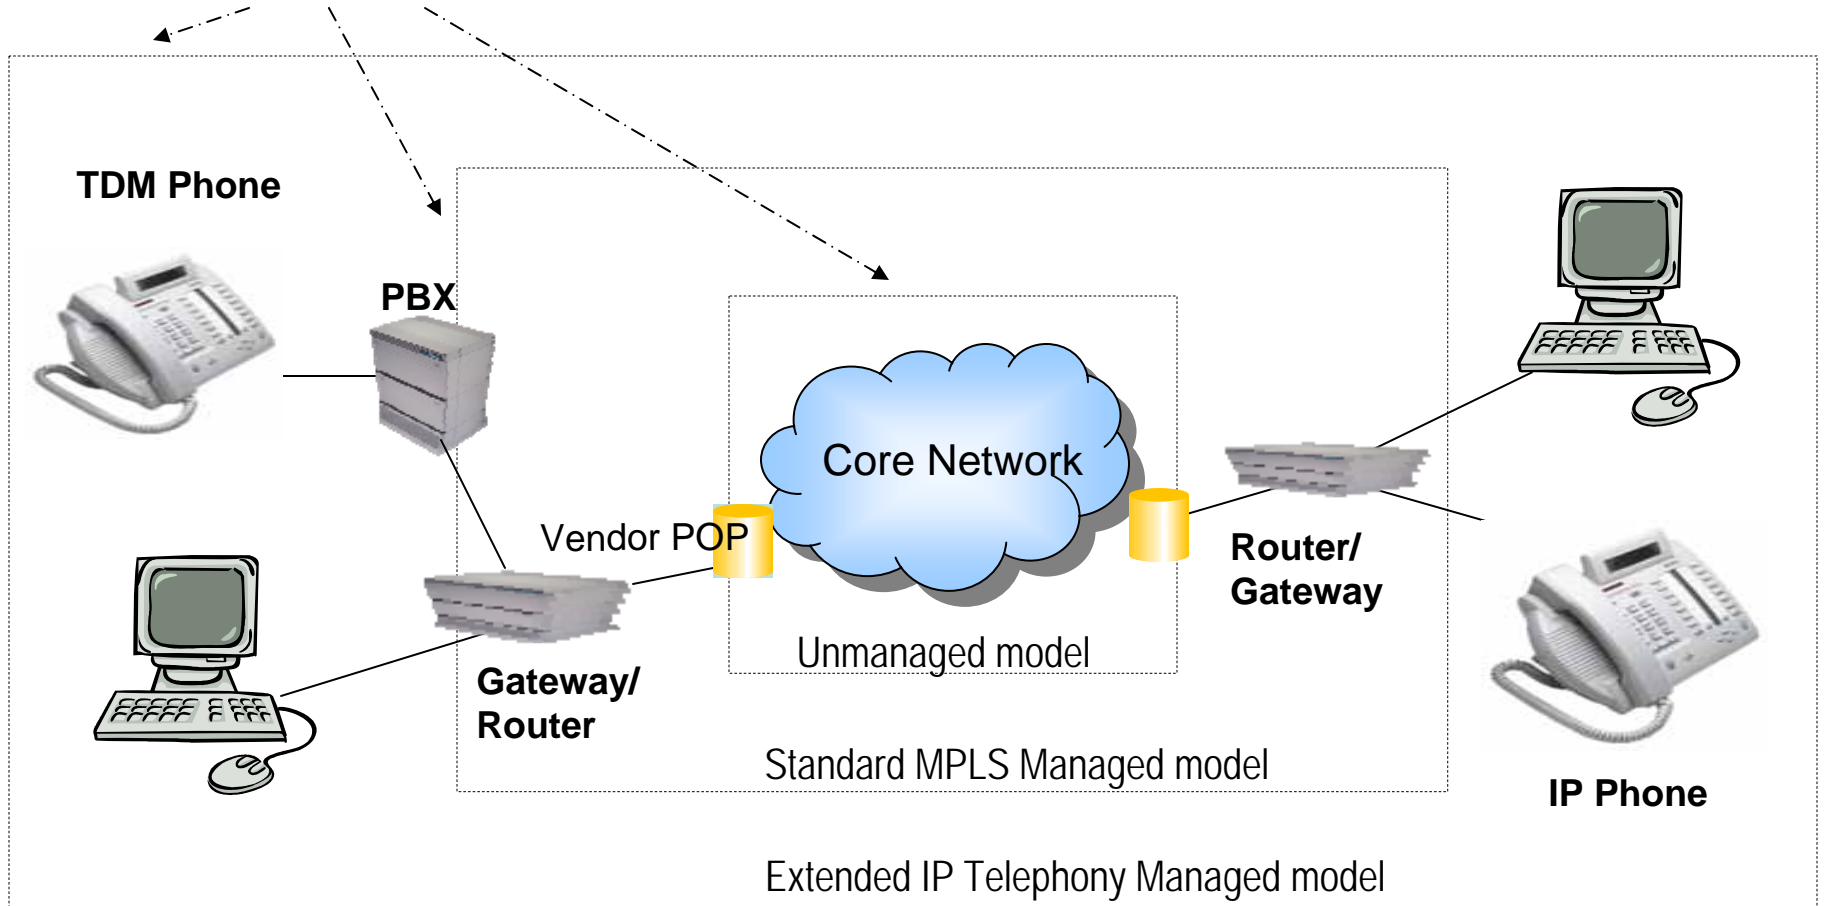 TDM Phone
PBX
Core Network
Vendor POP
Router/
Gateway
Unmanaged model
Gateway/
Router
Standard MPLS Managed model
IP Phone
Extended IP Telephony Managed model